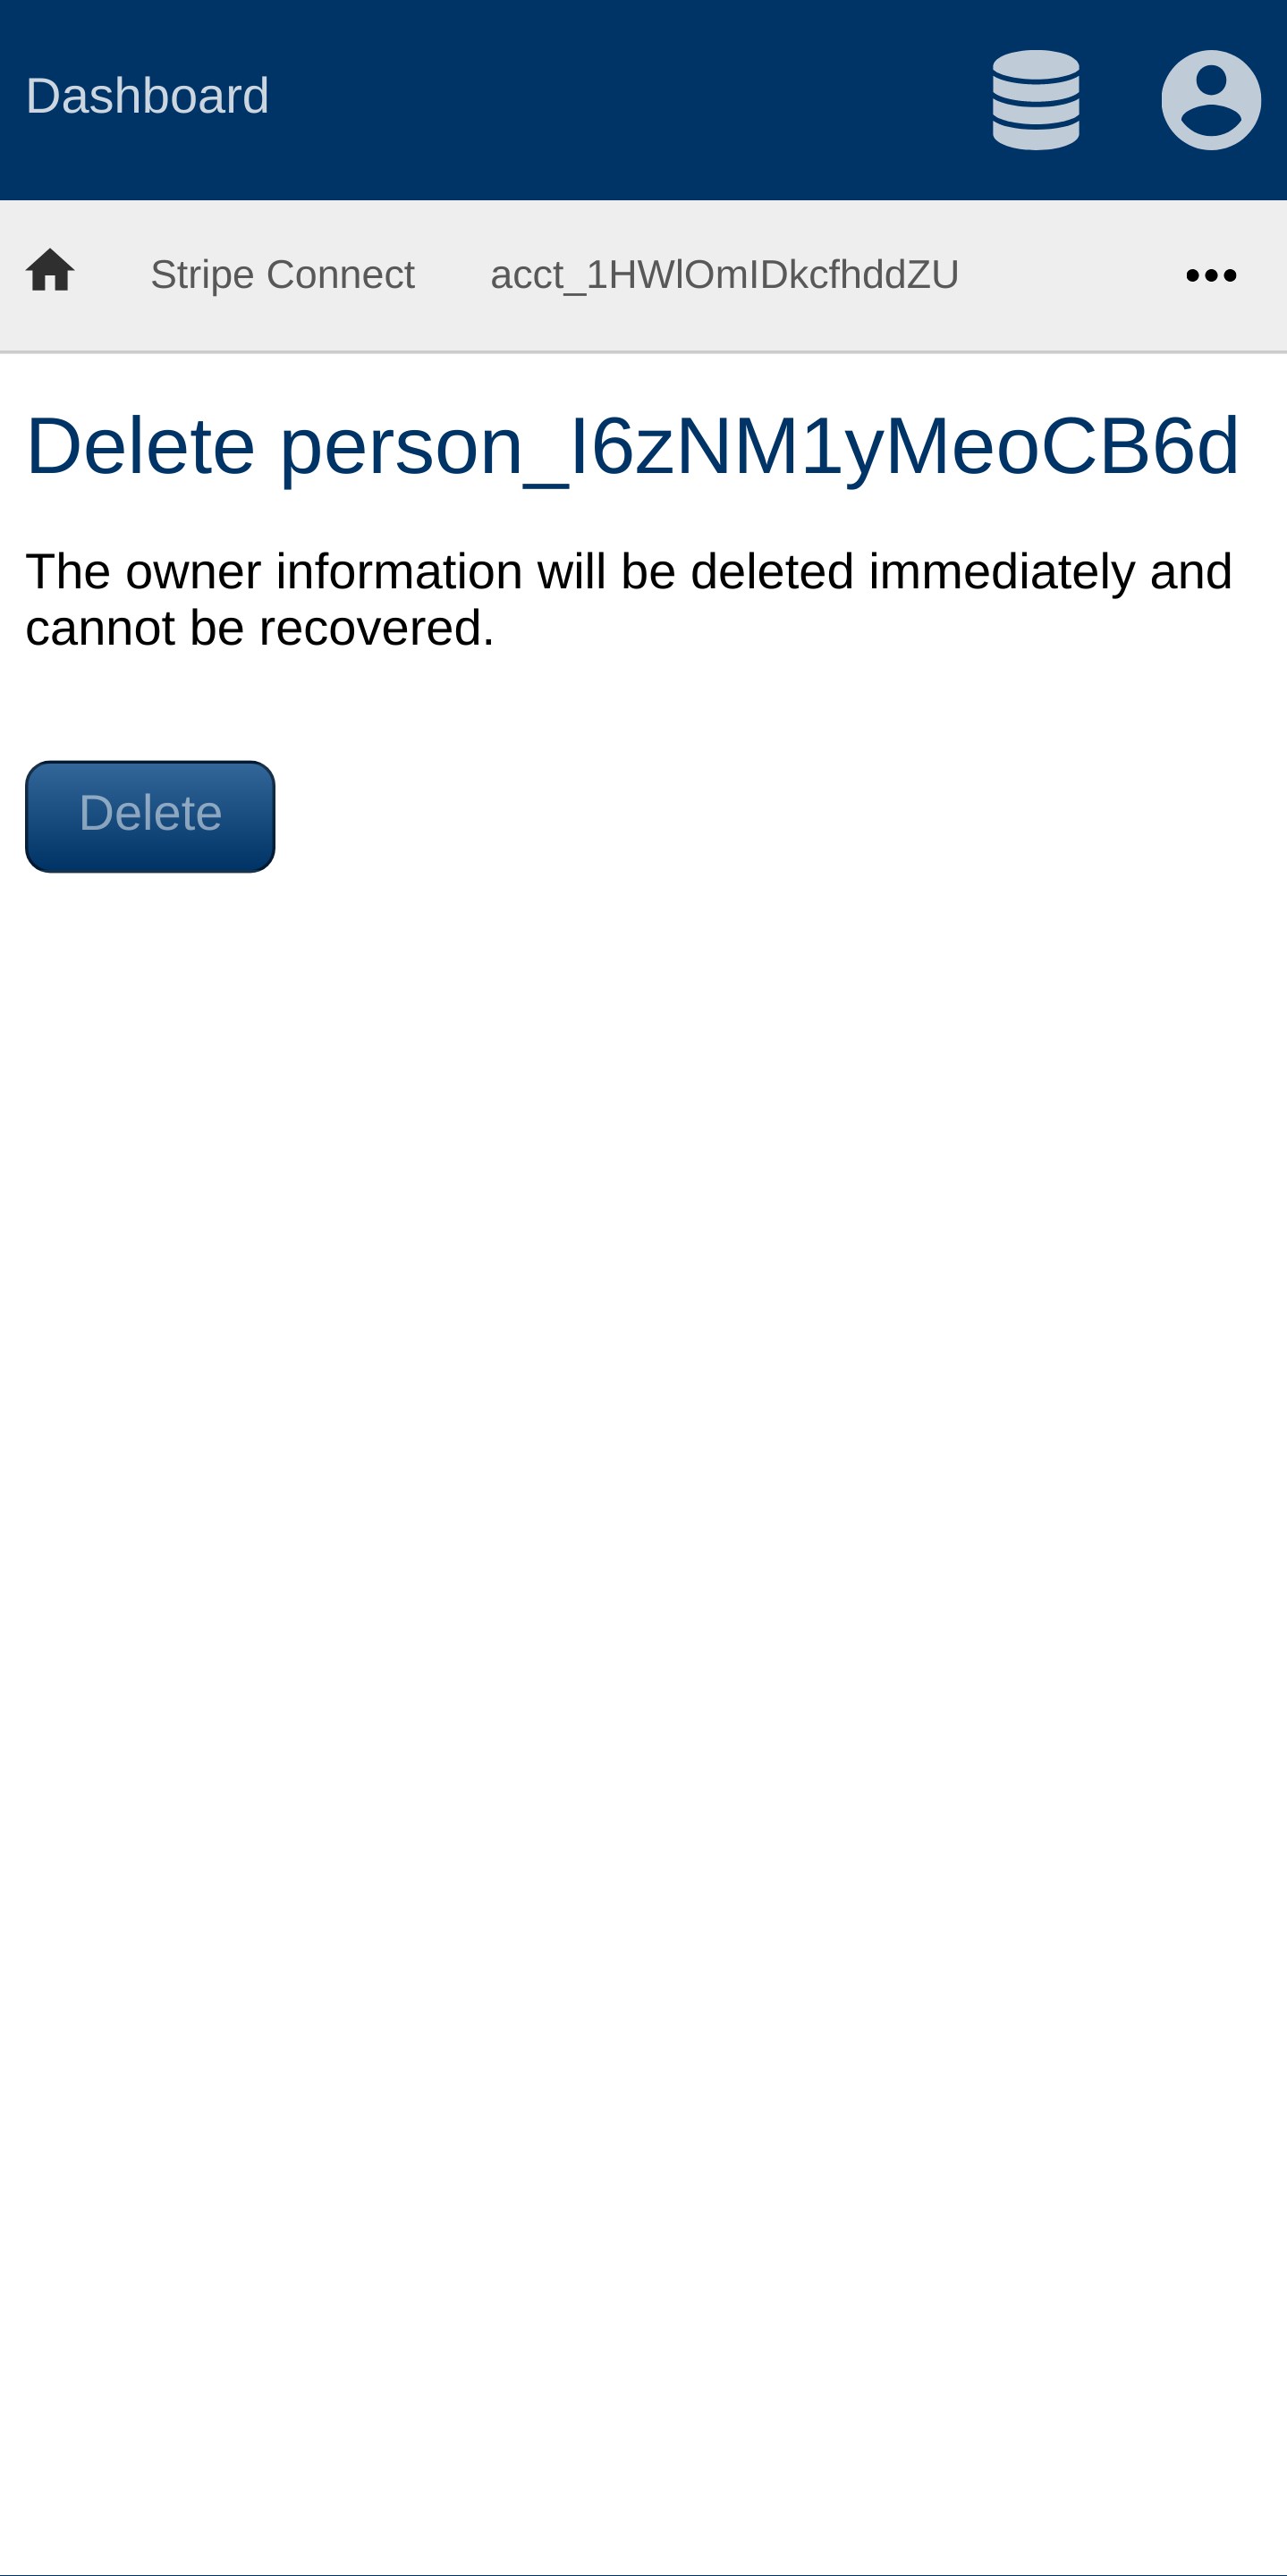 Dashboard
Stripe Connect acct_1HWlOmIDkcfhddZU
Delete person_I6zNM1yMeoCB6d
The owner information will be deleted immediately and
cannot be recovered.
Delete